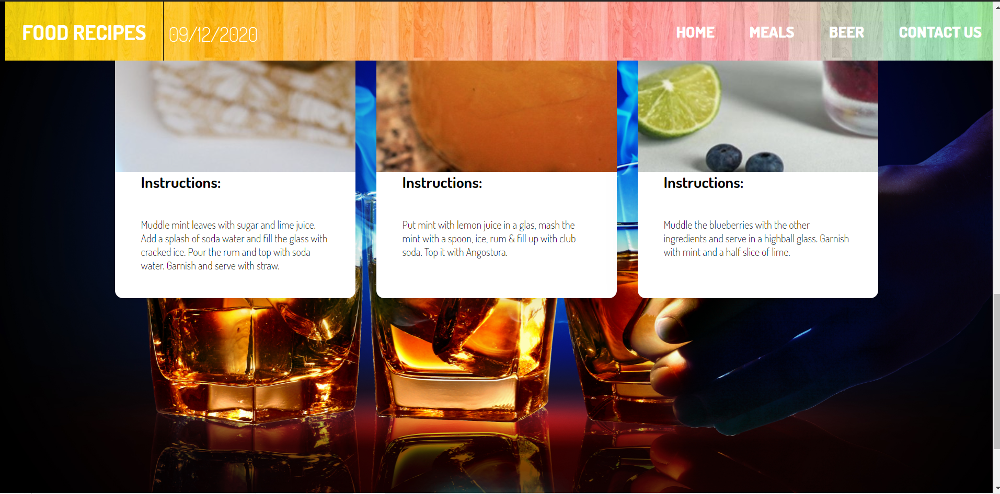 FOOD RECIPES
09/12/2020
HOME
MEALS
BEER
CONTACT US
Instructions:
Muddle mint leaves with sugar and lime juice.
Add a splash of soda water and fill the glass with
cracked ice. Pour the rum and top with soda
water. Garnish and serve with straw.
Instructions:
Put mint with lemon juice in a glas, mash the
mint with a spoon, ice, rum & fill up with club
soda. Top it with Angostura.
Instructions:
Muddle the blueberries with the other
ingredients and serve in a highball glass. Garnish
with mint and a half slice of lime.